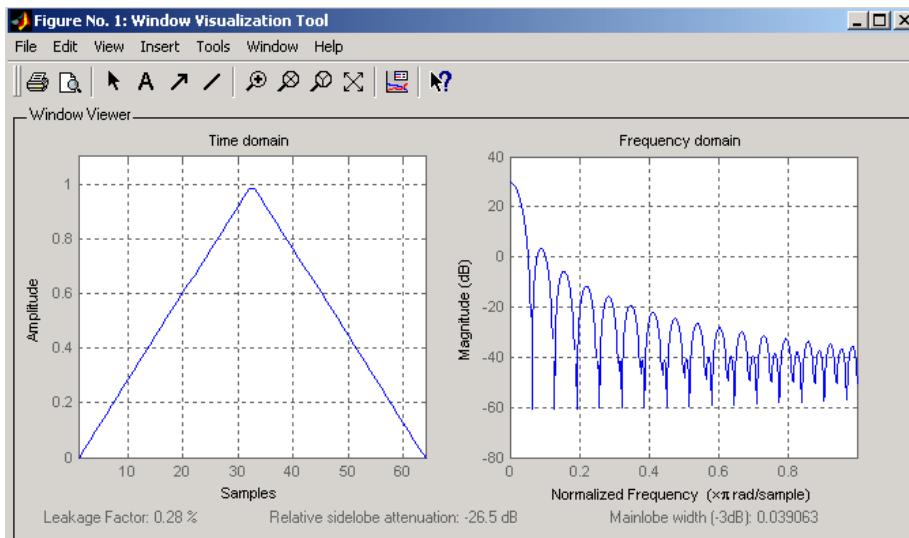 Figure No. 1: Window Visualization Tool
File Edit View Insert Tools Window Help
A
Window Viewer
Time domain
Frequency domain
1
0.8
0.6
0.4
0.2
0
Amplitude
10 20 30 40 50 60
Samples
40
20
0
-20
-40
-60
-80
Magnitude (dB)
0 0.2 0.4 0.6 0.8
Normalized Frequency (×π rad/sample)
Leakage Factor: 0.28 % Relative sidelobe attenuation: -26.5 dB Mainlobe width (-3dB): 0.039063